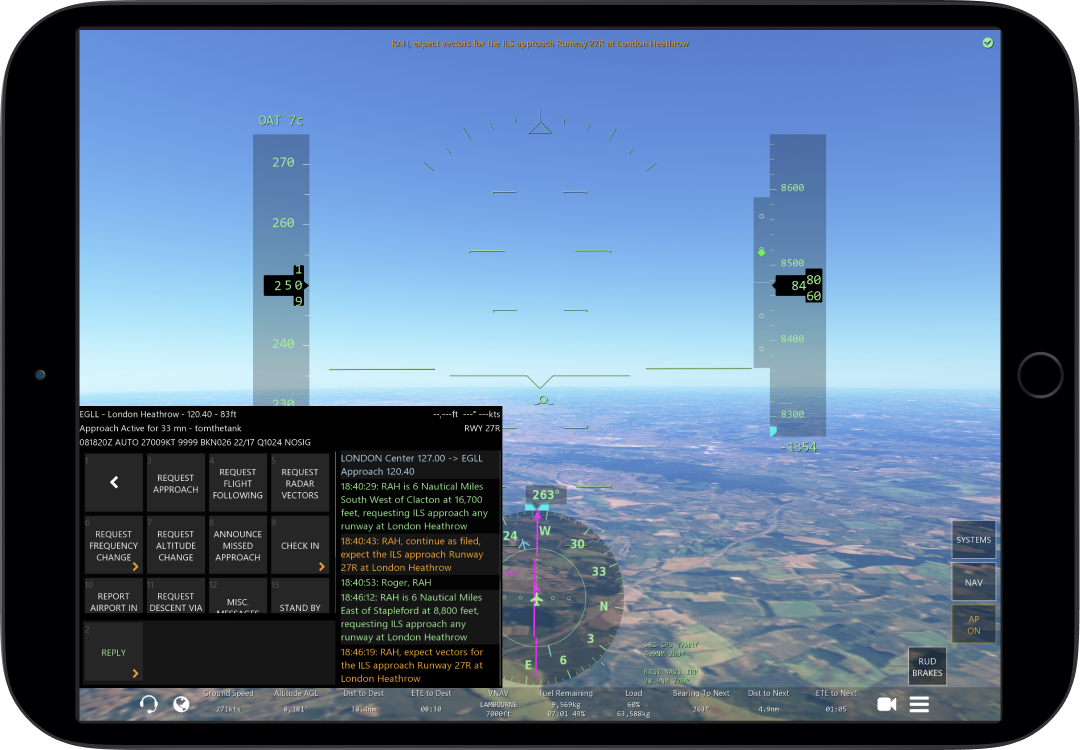 RAH, expect vectors for the ILS approach Runway 27R at London Heathrow
OAT 7c
270
260
250
1
9
240
230
8600
8500
84
80
60
8400
8300
-1354
EGLL - London Heathrow - 120.40 - 83ft
--,---ft ---° ---kts
Approach Active for 33 mn - tomthetank
RWY 27R
081820Z AUTO 27009KT 9999 BKN026 22/17 Q1024 NOSIG
1
3
REQUEST
APPROACH
4
REQUEST
FLIGHT
FOLLOWING
5
REQUEST
RADAR
VECTORS
6
REQUEST
FREQUENCY
CHANGE
7
REQUEST
ALTITUDE
CHANGE
8
ANNOUNCE
MISSED
APPROACH
9
CHECK IN
10
REPORT
AIRPORT IN
11
REQUEST
DESCENT VIA
12
MISC.
MESSAGES
13
STAND BY
2
REPLY
LONDON Center 127.00 -> EGLL
Approach 120.40
18:40:29: RAH is 6 Nautical Miles
South West of Clacton at 16,700
feet, requesting ILS approach any
runway at London Heathrow
18:40:43: RAH, continue as filed,
expect the ILS approach Runway
27R at London Heathrow
18:40:53: Roger, RAH
18:46:12: RAH is 6 Nautical Miles
East of Stapleford at 8,800 feet,
requesting ILS approach any
runway at London Heathrow
18:46:19: RAH, expect vectors for
the ILS approach Runway 27R at
London Heathrow
263°
24
W
30
33
N
3
6
E
SYSTEMS
NAV
AP
ON
RUD
BRAKES
Ground Speed
271kts
Altitude AGL
8,181'
Dist to Dest
38.4nm
ETE to Dest
08:30
VNAV
LAMBOURNE
7000ft
Fuel Remaining
9,569kg
07:01 49%
Load
60%
63,588kg
Bearing To Next
263°
Dist to Next
4.9nm
ETE to Next
01:05